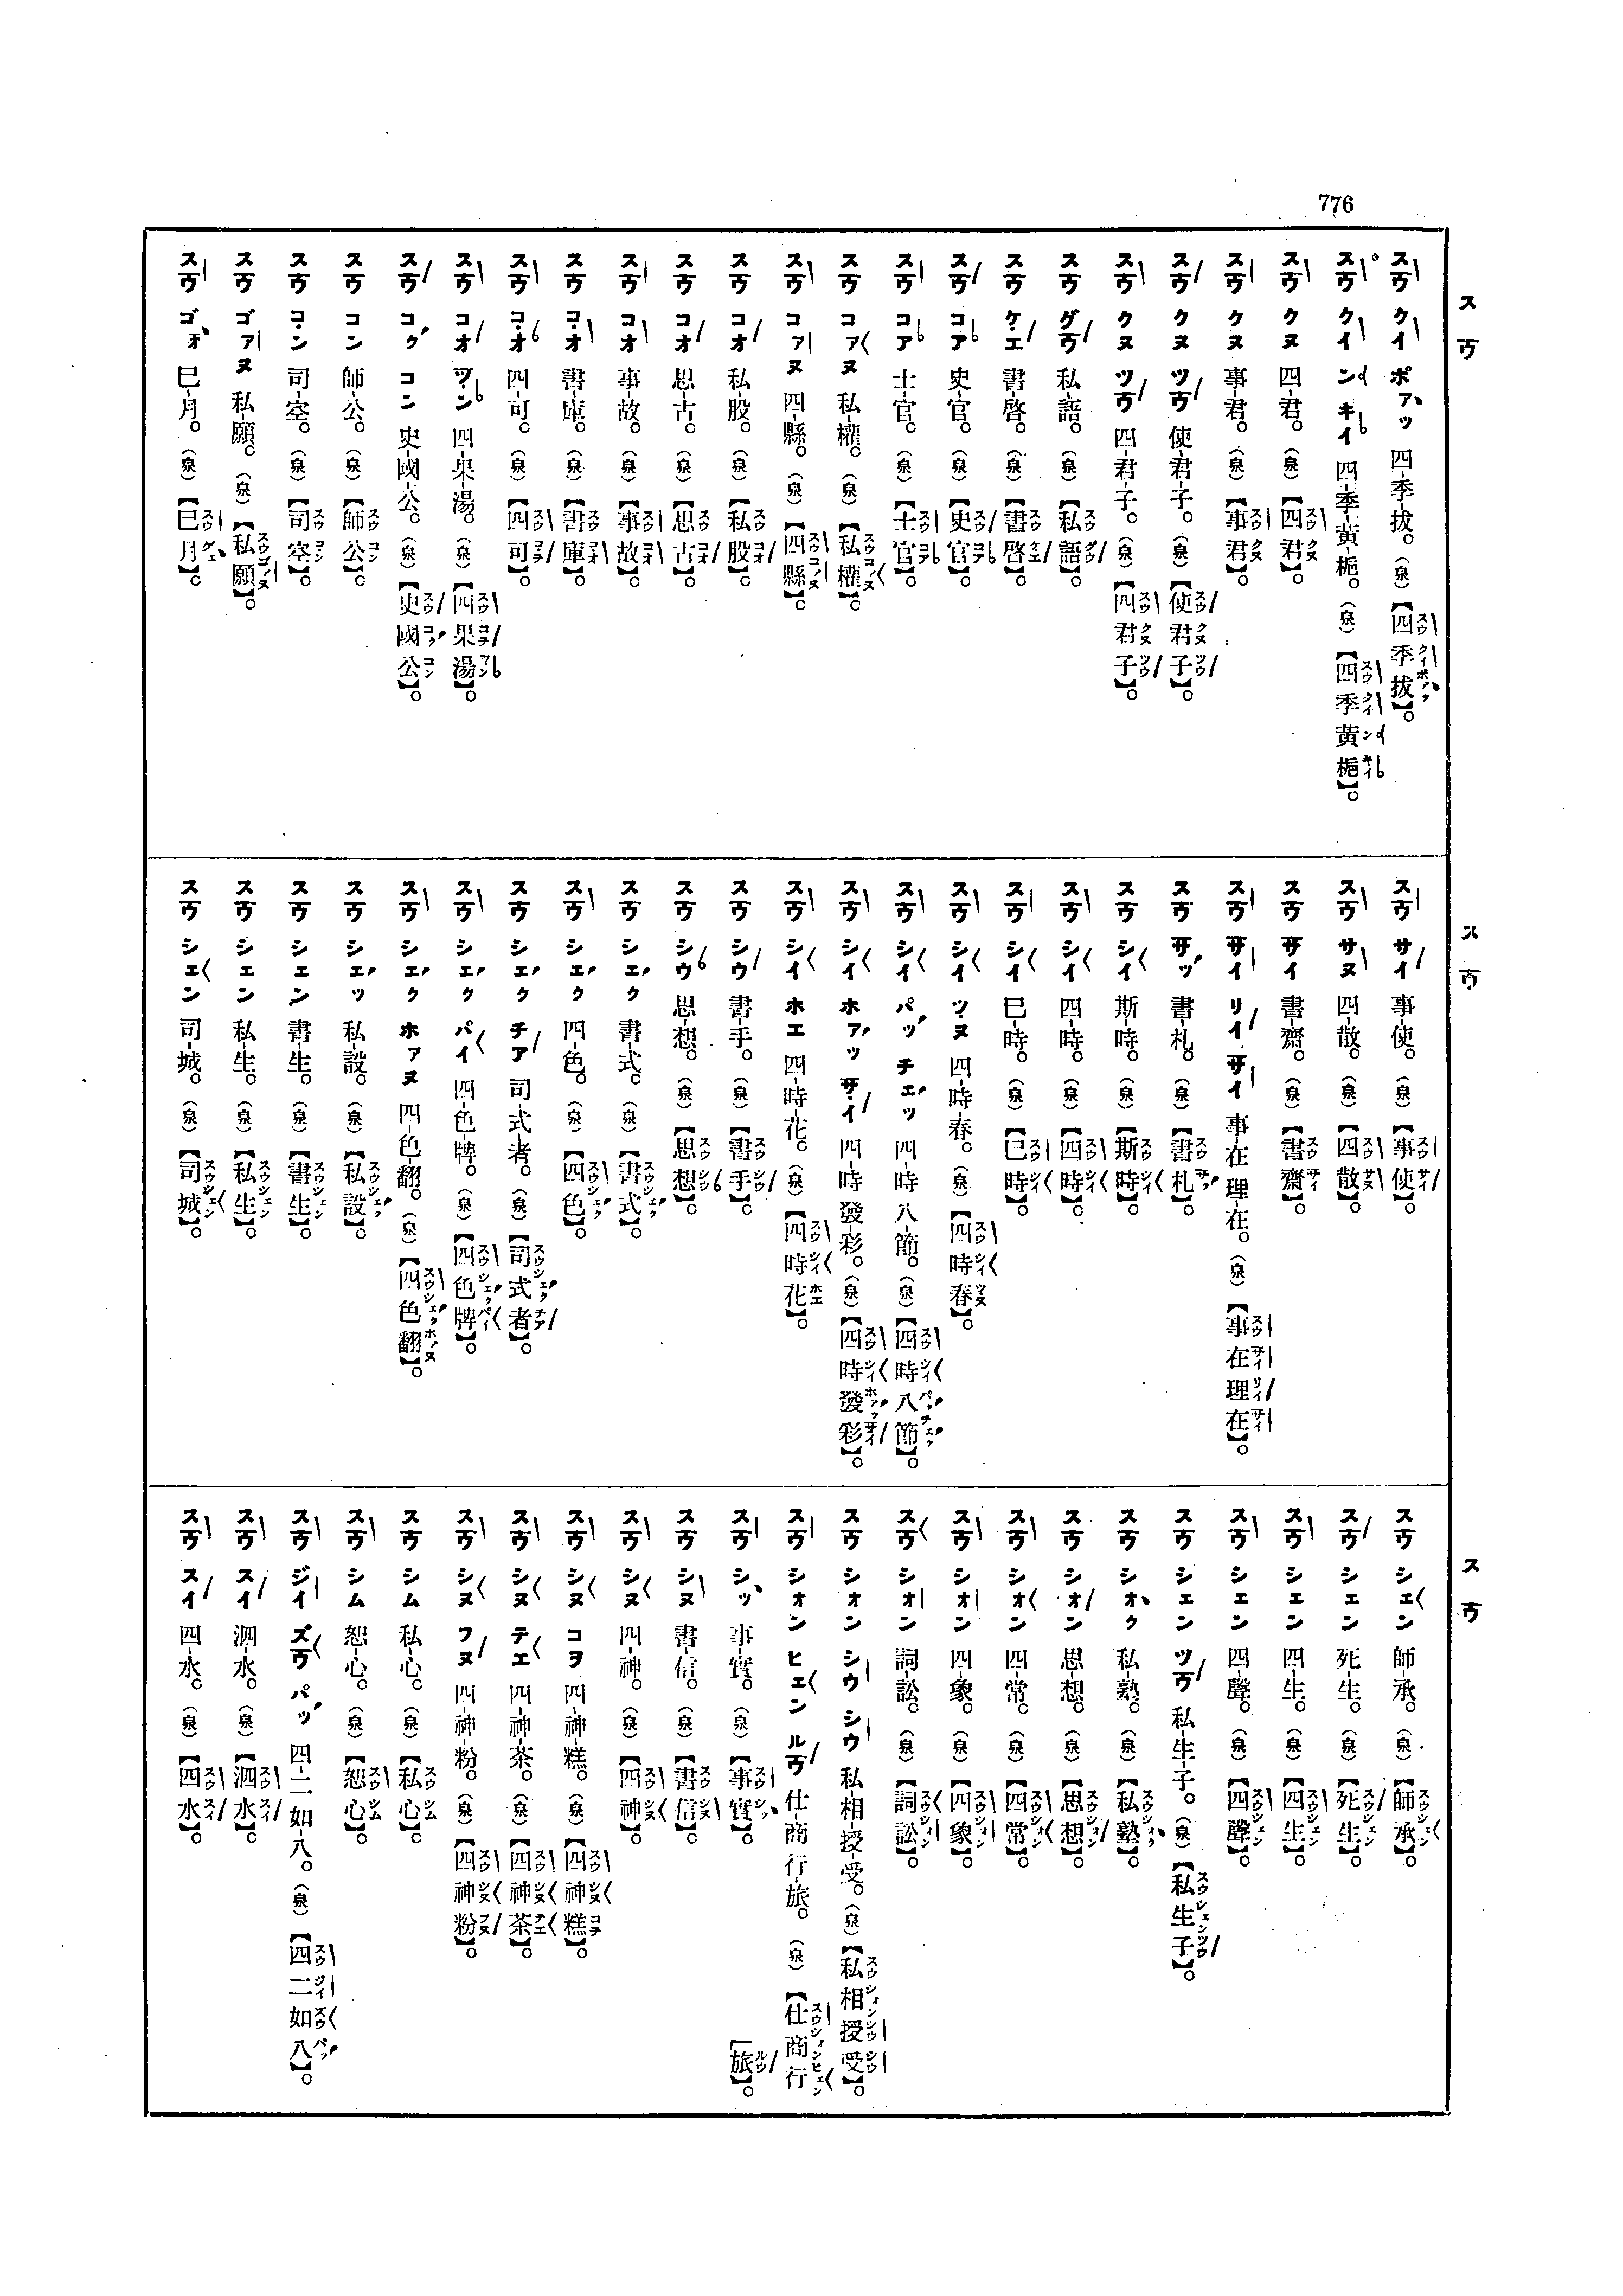 776
ス ウ
スウ クイ ポァッ 四-季-拔。（泉）【四季拔】。
スウ クイ ン キイ 四-季-黃-梔。（泉）【四季黃梔】。
スウ クヌ 四-君。（泉）【四君】。
スウ クヌ 事-君。（泉）【事君】。
スウ クヌ ツウ 使-君-子。（泉）【使君子】。
スウ クヌ ツウ 四-君-子。（泉）【四君子】。
スウ グウ 私-語。（泉）【私語】。
スウ ケエ 書-啓。（泉）【書啓】。
スウ コア 史-官。（泉）【史官】。
スウ コア 士-官。（泉）【士官】。
スウ コァヌ 私-權。（泉）【私權】。
スウ コァヌ 四-縣。（泉）【四縣】。
スウ コオ 私-股。（泉）【私股】。
スウ コオ 思-古。（泉）【思古】。
スウ コオ 事-故。（泉）【事故】。
スウ コオ 書-庫。（泉）【書庫】。
スウ コオ 四-可。（泉）【四可】。
スウ コオ 四-果-湯。（泉）【四果湯】。
スウ コク コン 史-國-公。（泉）【史國公】。
スウ コン 師-公。（泉）【師公】。
スウ コン 司-。（泉）【司】。
スウ ゴァヌ 私-願。（泉）【私願】。
スウ 巳-月。（泉）【巳月】。
ス ウ
スウ サイ 事-使。（泉）【事使】。
スウ サヌ 四-散。（泉）【四散】。
スウ サイ 書-齋。（泉）【書齋】。
スウ サイ リイ サイ 事-在-理-在。（泉）【事在理在】。
スウ サッ 書-札。（泉）【書札】。
スウ シイ 斯-時。（泉）【斯時】。
スウ シイ 四-時。（泉）【四時】。
スウ シイ 巳-時。（泉）【巳時】。
スウ シイ ツヌ 四-時-春。（泉）【四時春】。
スウ シイ パッ チェッ 四-時 八-節。（泉）【四時八節】。
スウ シイ ホァッ サイ 四-時 發-彩。（泉）【四時發彩】。
スウ シイ ホエ 四-時-花。（泉）【四時花】。
スウ シウ 書-手。（泉）【書手】。
スウ シウ 思-想。（泉）【思想】。
スウ シェク 書-式。（泉）【書式】。
スウ シェク 四-色。（泉）【四色】。
スウ シェク チア 司-式-者。（泉）【司式者】。
スウ シェク パイ 四-色-牌。（泉）【四色牌】。
スウ シェク ホァヌ 四-色-翻。（泉）【四色翻】。
スウ シェッ 私-設。（泉）【私設】。
スウ シェン 書-生。（泉）【書生】。
スウ シェン 私-生。（泉）【私生】。
スウ シェン 司-城。（泉）【司城】。
ス ウ
スウ シェン 師-承。（泉）【師承】。
スウ シェン 死-生。（泉）【死生】。
スウ シェン 四-生。（泉）【四生】。
スウ シェン 四-聲。（泉）【四聲】。
スウ シェン ツウ 私-生-子。（泉）【私生子】。
スウ シォク 私-熟。（泉）【私熟】。
スウ シォン 思-想。（泉）【思想】。
スウ シォン 四-常。（泉）【四常】。
スウ シォン 四-象。（泉）【四象】。
スウ シォン 詞-訟。（泉）【詞訟】。
スウ シォン シウ シウ 私-相-授-受。（泉）【私相授受】。
スウ シォン ヒェン ルウ 仕-商-行-旅。（泉）【仕商行
「旅】。
スウ シッ 事-實。（泉）【事實】。
スウ シヌ 書-信。（泉）【書信】。
スウ シヌ 四-神。（泉）【四神】。
スウ シヌ コヲ 四-神-糕。（泉）【四神糕】。
スウ シヌ テエ 四-神-茶。（泉）【四神茶】。
スウ シヌ フヌ 四-神-粉。（泉）【四神粉】。
スウ シム 私-心。（泉）【私心】。
スウ シム 恕-心。（泉）【恕心】。
スウ ジイ ズウ パッ 四-二 如-八。（泉）【四二如八】。
スウ スイ 泗-水。（泉）【泗水】。
スウ スイ 四-水。（泉）【四水】。